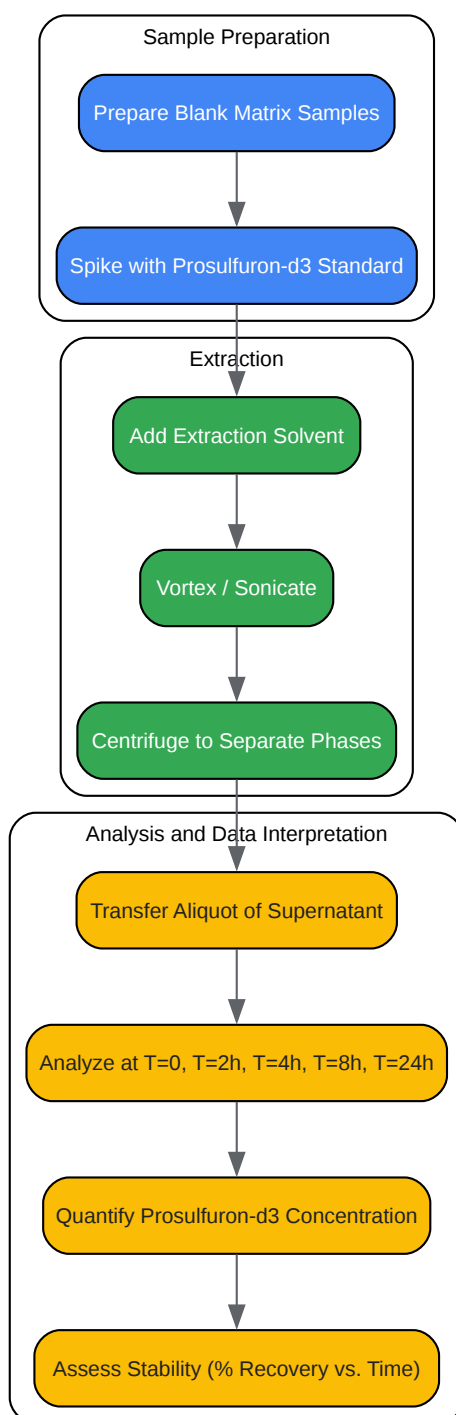 Sample Preparation
Prepare Blank Matrix Samples
Spike with Prosulfuron-d3 Standard
Extraction
Add Extraction Solvent
Vortex / Sonicate
Centrifuge to Separate Phases
Analysis and Data Interpretation
Transfer Aliquot of Supernatant
Analyze at T=0, T=2h, T=4h, T=8h, T=24h
Quantify Prosulfuron-d3 Concentration
Assess Stability (% Recovery vs. Time)